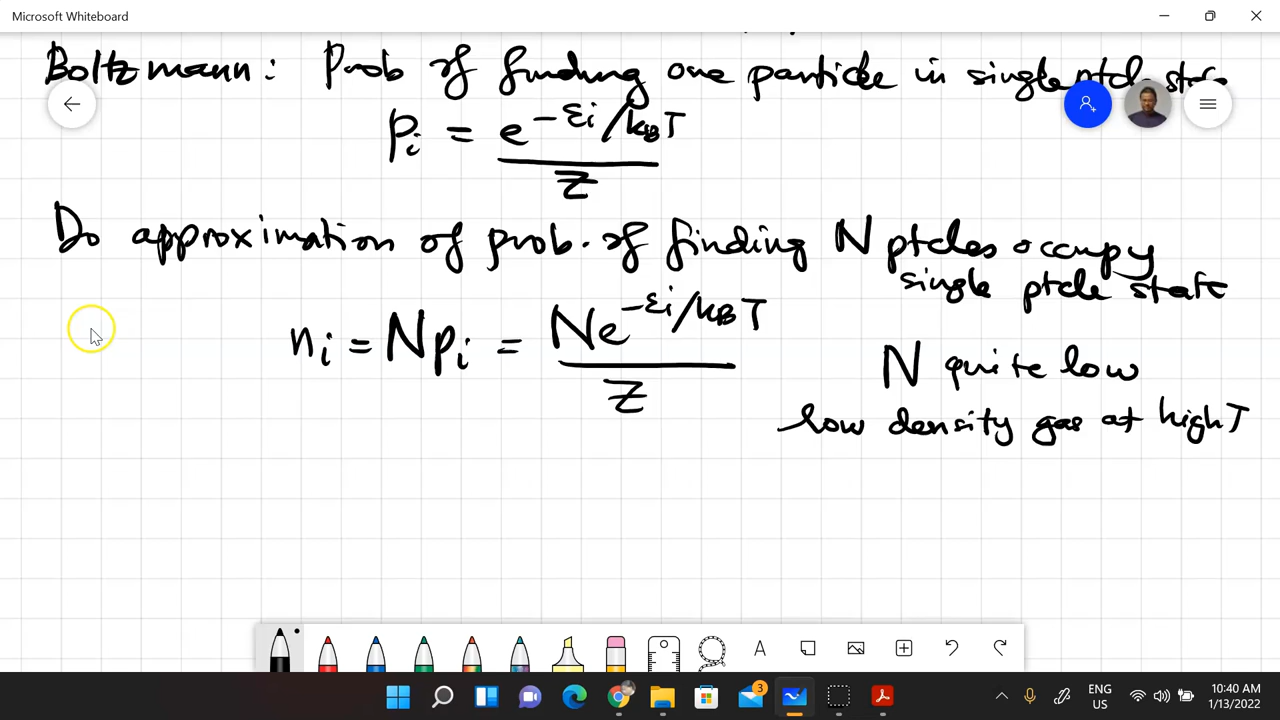 Microsoft Whiteboard
Boltzmann: Prob of finding one particle in single ptcle state
pᵢ = e^(-εi/k_BT) / Z
Do approximation of prob. of finding N ptcles occupy
single ptcle state
nᵢ = Npᵢ = Ne^(-εi/k_BT) / Z
N quite low
low density gas at high T
A
3
ENG
US
10:40 AM
1/13/2022